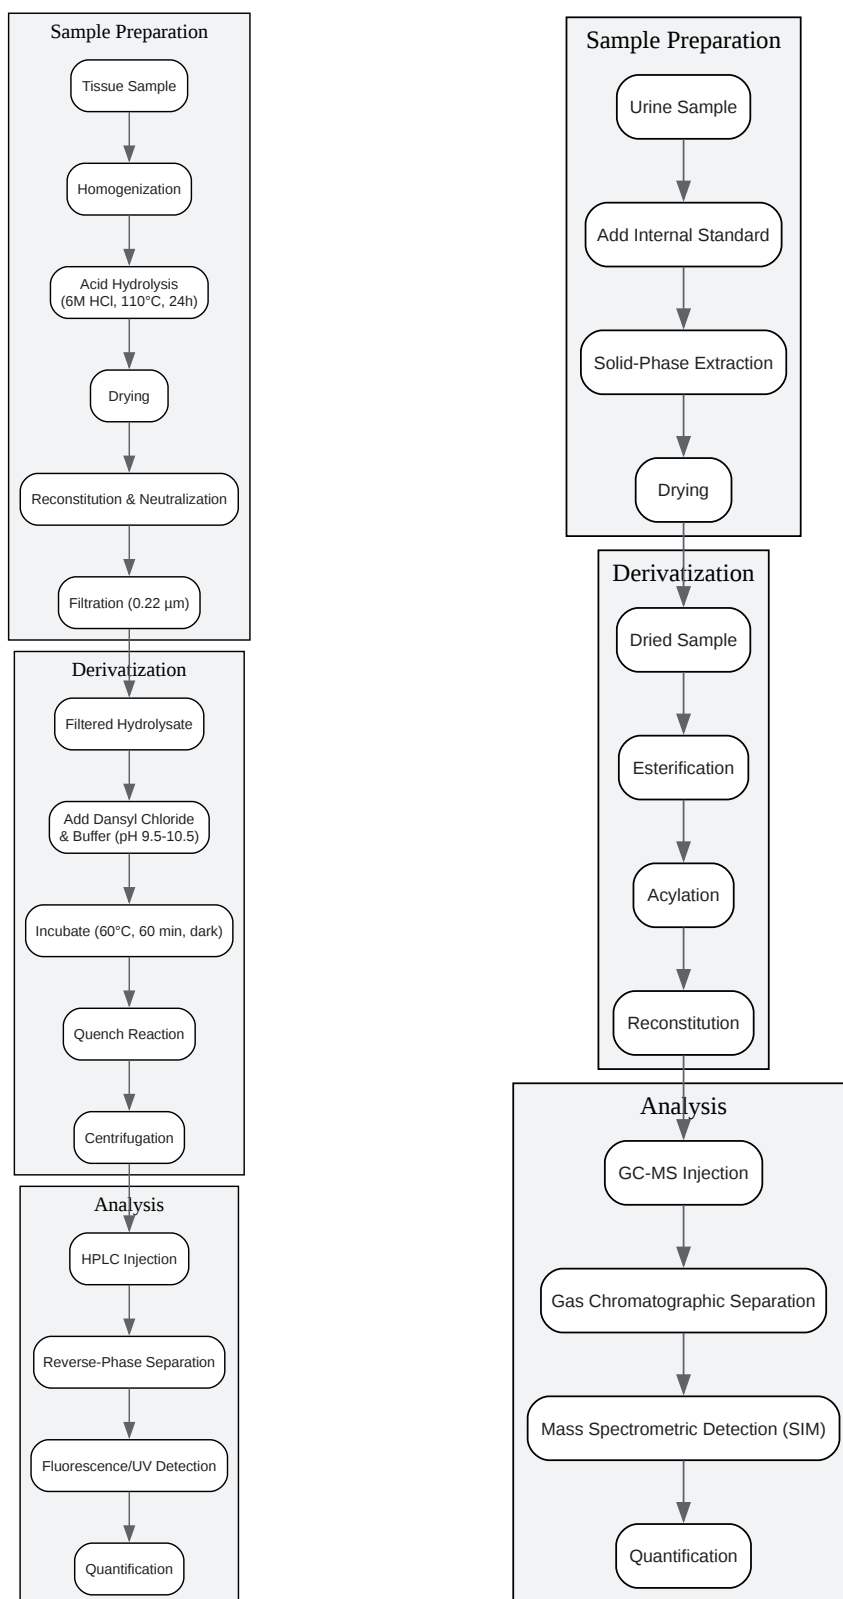 Sample Preparation
Tissue Sample
Homogenization
Acid Hydrolysis
(6M HCl, 110°C, 24h)
Drying
Reconstitution & Neutralization
Filtration (0.22 µm)
Derivatization
Filtered Hydrolysate
Add Dansyl Chloride
& Buffer (pH 9.5-10.5)
Incubate (60°C, 60 min, dark)
Quench Reaction
Centrifugation
Analysis
HPLC Injection
Reverse-Phase Separation
Fluorescence/UV Detection
Quantification
Sample Preparation
Urine Sample
Add Internal Standard
Solid-Phase Extraction
Drying
Derivatization
Dried Sample
Esterification
Acylation
Reconstitution
Analysis
GC-MS Injection
Gas Chromatographic Separation
Mass Spectrometric Detection (SIM)
Quantification